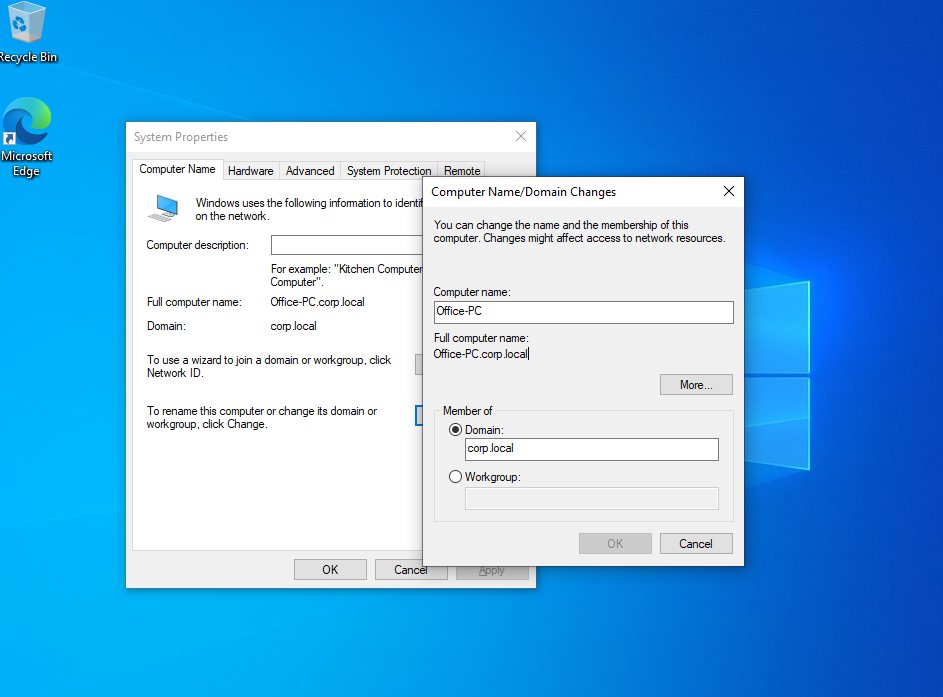 Recycle Bin
Microsoft
Edge
System Properties
Computer Name
Hardware
Advanced
System Protection
Remote
Windows uses the following information to identif
on the network.
Computer description:
For example: "Kitchen Computer
Computer".
Full computer name:
Office-PC.corp.local
Domain:
corp.local
To use a wizard to join a domain or workgroup, click
Network ID.
To rename this computer or change its domain or
workgroup, click Change.
OK
Cancel
Apply
Computer Name/Domain Changes
You can change the name and the membership of this
computer. Changes might affect access to network resources.
Computer name:
Office-PC
Full computer name:
Office-PC.corp.local
More...
Member of
Domain:
corp.local
Workgroup:
OK
Cancel